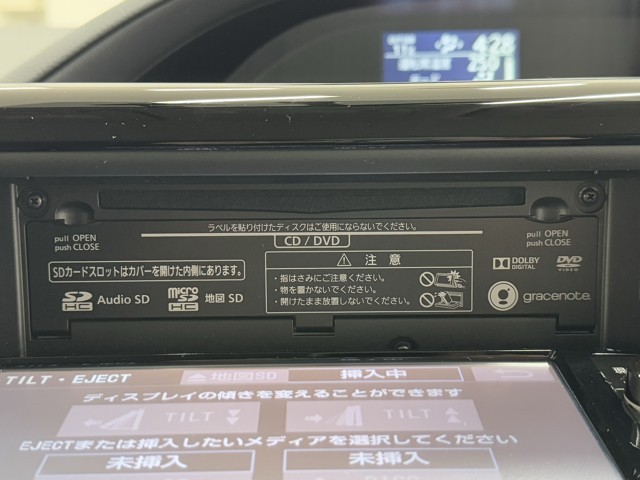 4:28
25.0
ラベルを貼り付けたディスクはご使用にならないでください。
CD / DVD
pull OPEN
push CLOSE
pull OPEN
push CLOSE
SDカードスロットはカバーを開けた内側にあります。
SD HC Audio SD
micro SD HC 地図 SD
⚠ 注 意
・指はさみにご注意ください。
・物を置かないでください。
・開けたまま放置しないでください。
DOLBY
DIGITAL
DVD
VIDEO
gracenote.
TILT・EJECT
▲地図SD
挿入中
ディスプレイの傾きを変えることができます
TILT
TILT
EJECTまたは挿入したいメディアを選択してください
未挿入
未挿入